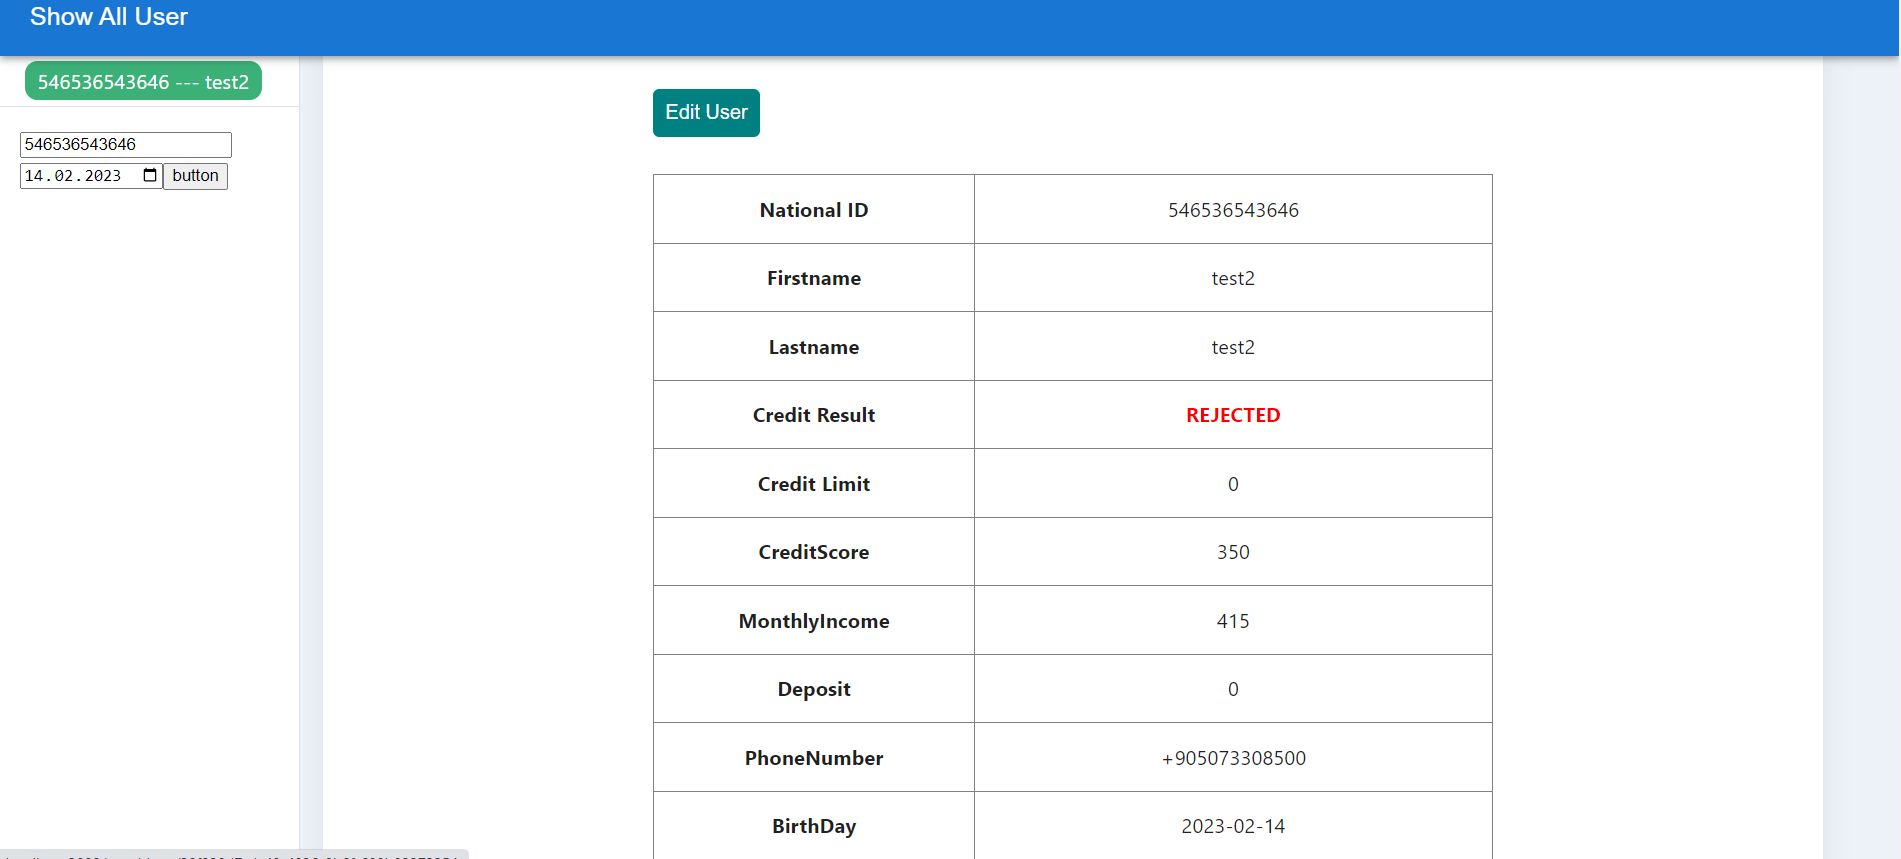 Show All User
546536543646 --- test2
546536543646
14.02.2023 button
Edit User
National ID 546536543646
Firstname test2
Lastname test2
Credit Result REJECTED
Credit Limit 0
CreditScore 350
MonthlyIncome 415
Deposit 0
PhoneNumber +905073308500
BirthDay 2023-02-14